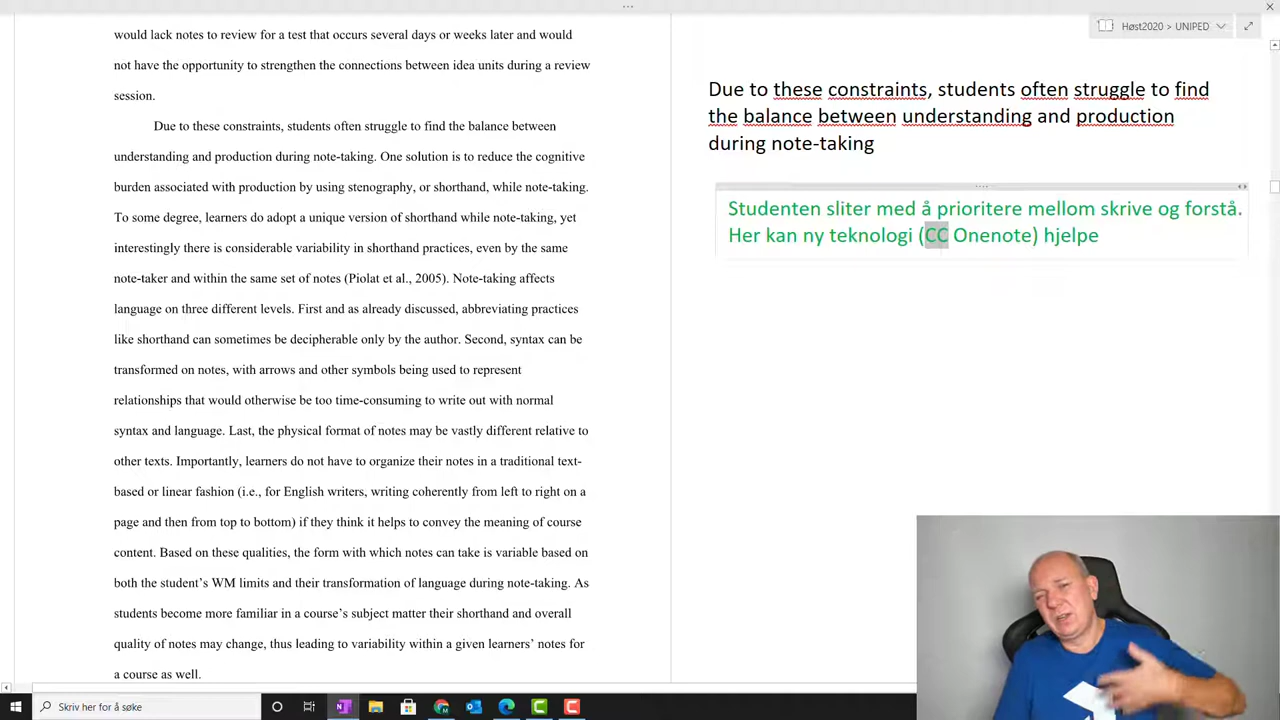 Høst2020 > UNIPED
would lack notes to review for a test that occurs several days or weeks later and would
not have the opportunity to strengthen the connections between idea units during a review
session.
Due to these constraints, students often struggle to find the balance between
understanding and production during note-taking. One solution is to reduce the cognitive
burden associated with production by using stenography, or shorthand, while note-taking.
To some degree, learners do adopt a unique version of shorthand while note-taking, yet
interestingly there is considerable variability in shorthand practices, even by the same
note-taker and within the same set of notes (Piolat et al., 2005). Note-taking affects
language on three different levels. First and as already discussed, abbreviating practices
like shorthand can sometimes be decipherable only by the author. Second, syntax can be
transformed on notes, with arrows and other symbols being used to represent
relationships that would otherwise be too time-consuming to write out with normal
syntax and language. Last, the physical format of notes may be vastly different relative to
other texts. Importantly, learners do not have to organize their notes in a traditional text-
based or linear fashion (i.e., for English writers, writing coherently from left to right on a
page and then from top to bottom) if they think it helps to convey the meaning of course
content. Based on these qualities, the form with which notes can take is variable based on
both the student’s WM limits and their transformation of language during note-taking. As
students become more familiar in a course’s subject matter their shorthand and overall
quality of notes may change, thus leading to variability within a given learners’ notes for
a course as well.
Due to these constraints, students often struggle to find
the balance between understanding and production
during note-taking
Studenten sliter med å prioritere mellom skrive og forstå.
Her kan ny teknologi (CC Onenote) hjelpe
Skriv her for å søke